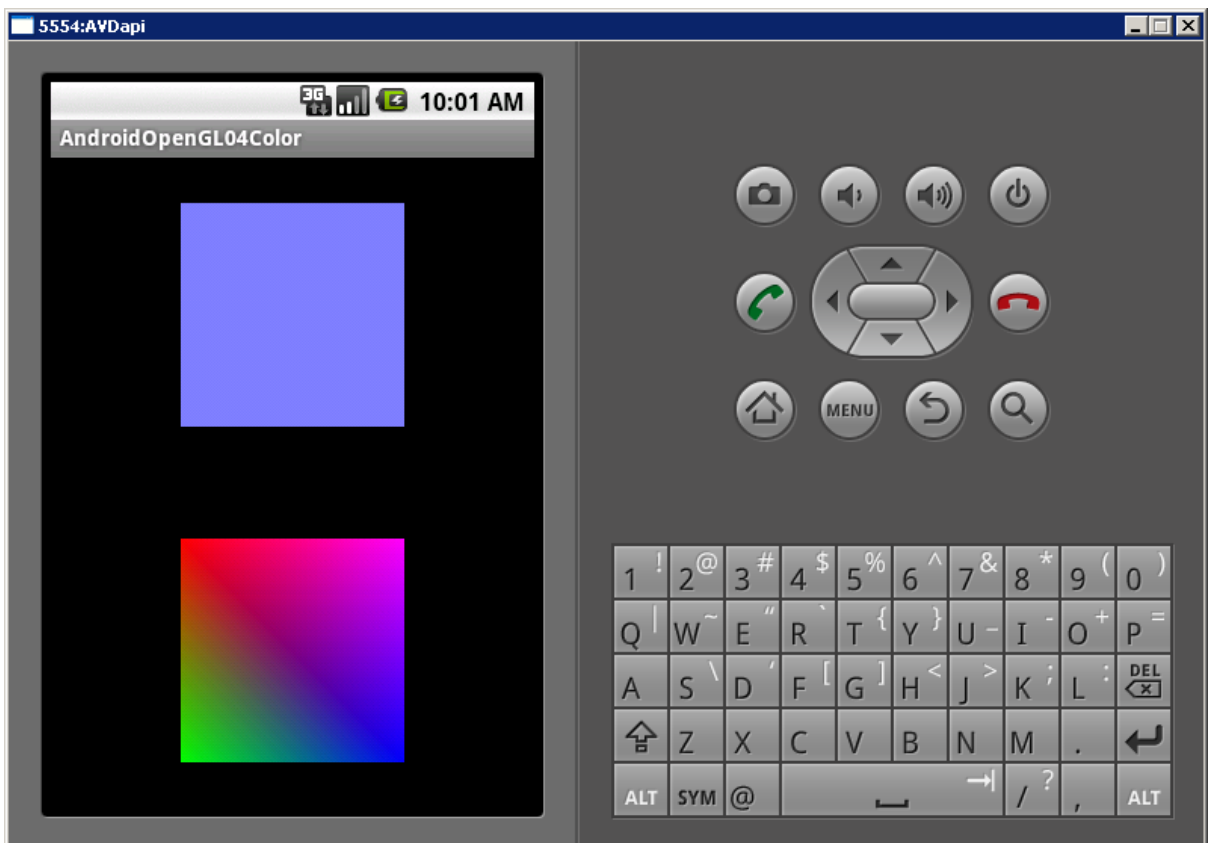 5554:AVDapi
3G 10:01 AM
AndroidOpenGL04Color
MENU
1 ! 2 @ 3 # 4 $ 5 % 6 ^ 7 & 8 * 9 ( 0 )
Q | W ~ E “ R ` T { Y } U _ I - O + P =
A S \ D ‘ F [ G ] H < J > K ; L : DEL
Z X C V B N M .
ALT SYM @ / ? , ALT